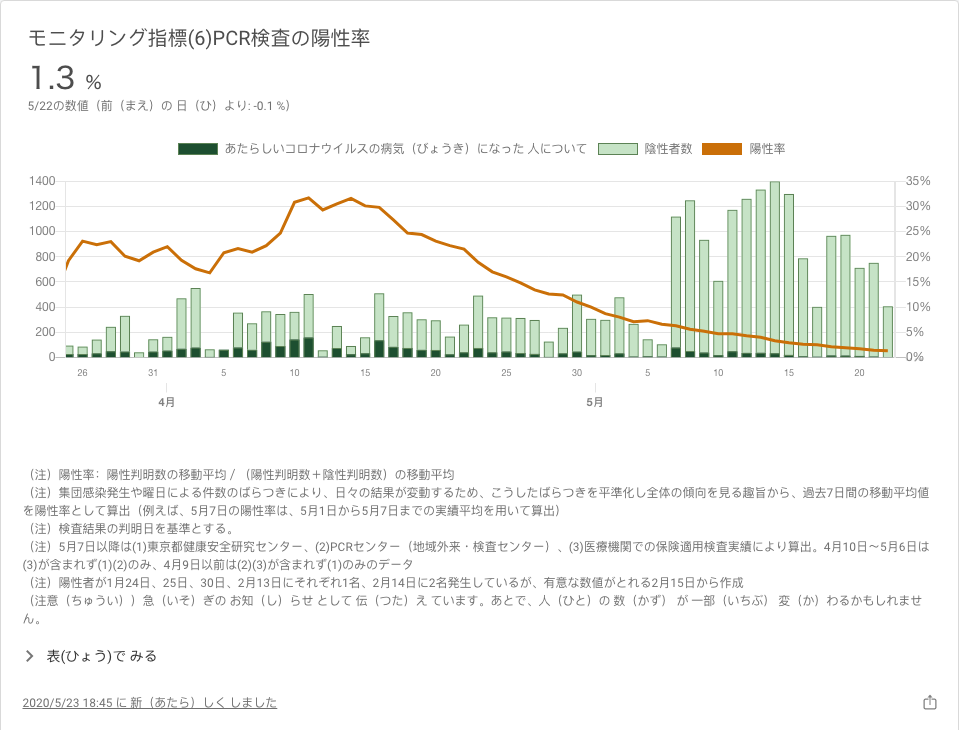 モニタリング指標(6)PCR検査の陽性率
1.3 %
5/22の数値（前（まえ）の 日（ひ）より: -0.1 %）
あたらしいコロナウイルスの病気（びょうき）になった 人について 陰性者数 陽性率
1400 35%
1200 30%
1000 25%
800 20%
600 15%
400 10%
200 5%
0 0%
26 31 5 10 15 20 25 30 5 10 15 20
4月 5月
（注）陽性率：陽性判明数の移動平均 / （陽性判明数＋陰性判明数）の移動平均
（注）集団感染発生や曜日による件数のばらつきにより、日々の結果が変動するため、こうしたばらつきを平準化し全体の傾向を見る趣旨から、過去7日間の移動平均値
を陽性率として算出（例えば、5月7日の陽性率は、5月1日から5月7日までの実績平均を用いて算出）
（注）検査結果の判明日を基準とする。
（注）5月7日以降は(1)東京都健康安全研究センター、(2)PCRセンター（地域外来・検査センター）、(3)医療機関での保険適用検査実績により算出。4月10日～5月6日は
(3)が含まれず(1)(2)のみ、4月9日以前は(2)(3)が含まれず(1)のみのデータ
（注）陽性者が1月24日、25日、30日、2月13日にそれぞれ1名、2月14日に2名発生しているが、有意な数値がとれる2月15日から作成
（注意（ちゅうい））急（いそ）ぎの お知（し）らせ として 伝（つた）え ています。あとで、人（ひと）の 数（かず） が 一部（いちぶ） 変（か）わるかもしれませ
ん。
表(ひょう)で みる
2020/5/23 18:45 に 新（あたら）しく しました